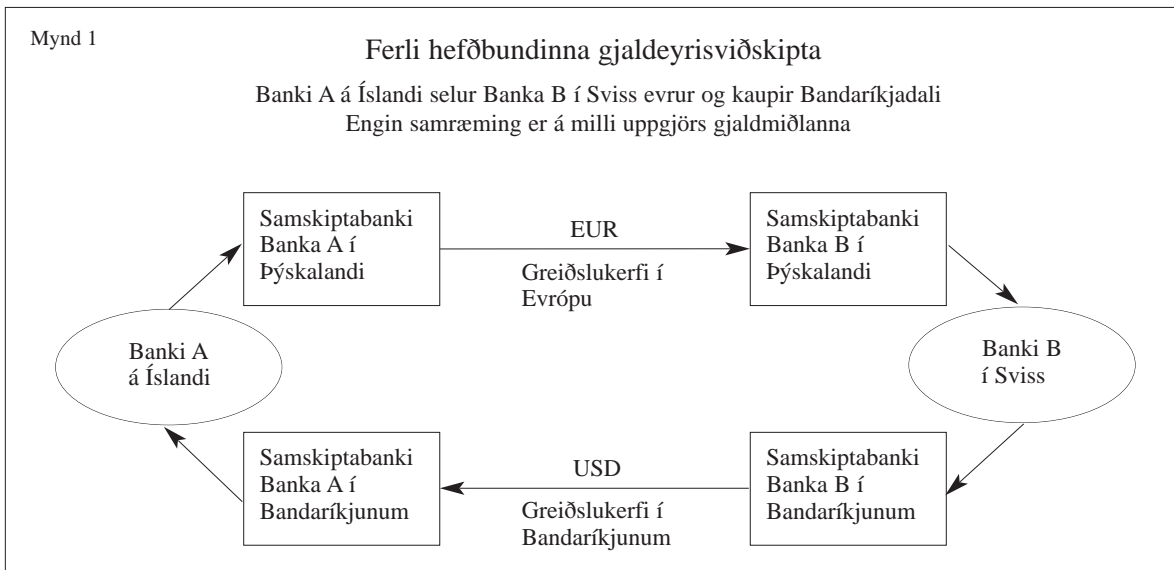 Mynd 1
Ferli hefðbundinna gjaldeyrisviðskipta
Banki A á Íslandi selur Banka B í Sviss evrur og kaupir Bandaríkjadali
Engin samræming er á milli uppgjörs gjaldmiðlanna
Samskiptabanki
Banka A í
Þýskalandi
EUR
Greiðslukerfi í
Evrópu
Samskiptabanki
Banka B í
Þýskalandi
Banki A
á Íslandi
Banki B
í Sviss
Samskiptabanki
Banka A í
Bandaríkjunum
USD
Greiðslukerfi í
Bandaríkjunum
Samskiptabanki
Banka B í
Bandaríkjunum